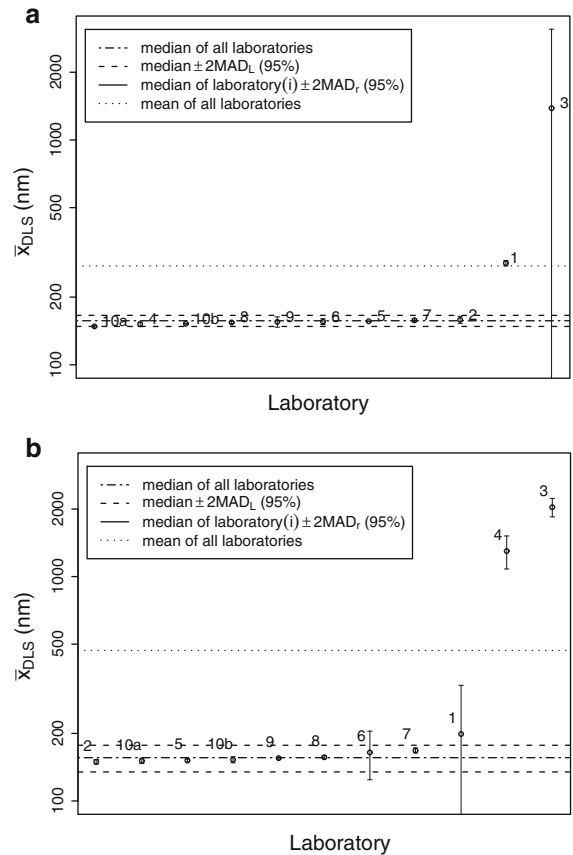 a
median of all laboratories
median ± 2MAD_L (95%)
median of laboratory(i) ± 2MAD_r (95%)
mean of all laboratories
x̅_DLS (nm)
2000
1000
500
200
100
10a 4 10b 8 9 6 5 7 2 1 3
Laboratory
b
median of all laboratories
median ± 2MAD_L (95%)
median of laboratory(i) ± 2MAD_r (95%)
mean of all laboratories
x̅_DLS (nm)
2000
1000
500
200
100
2 10a 5 10b 9 8 6 7 1 4 3
Laboratory